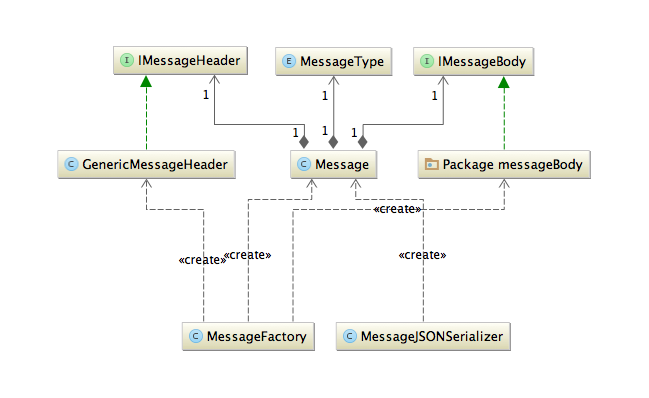 I IMessageHeader
E MessageType
I IMessageBody
1
1
1
1
1
1
C GenericMessageHeader
C Message
Package messageBody
«create»
«create»
«create»
«create»
C MessageFactory
C MessageJSONSerializer